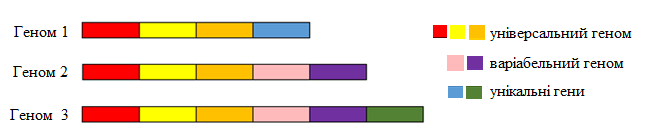 Геном 1
універсальний геном
Геном 2
варіабельний геном
Геном 3
унікальні гени